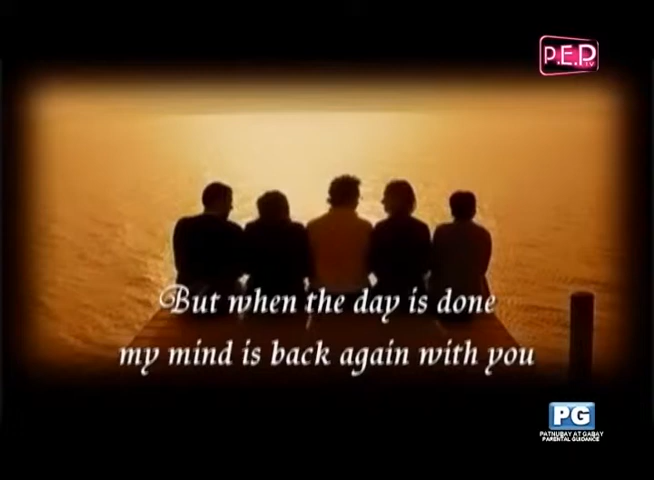 P.E.P
TV
But when the day is done
my mind is back again with you
PG
PATNUBAY AT GABAY
PARENTAL GUIDANCE